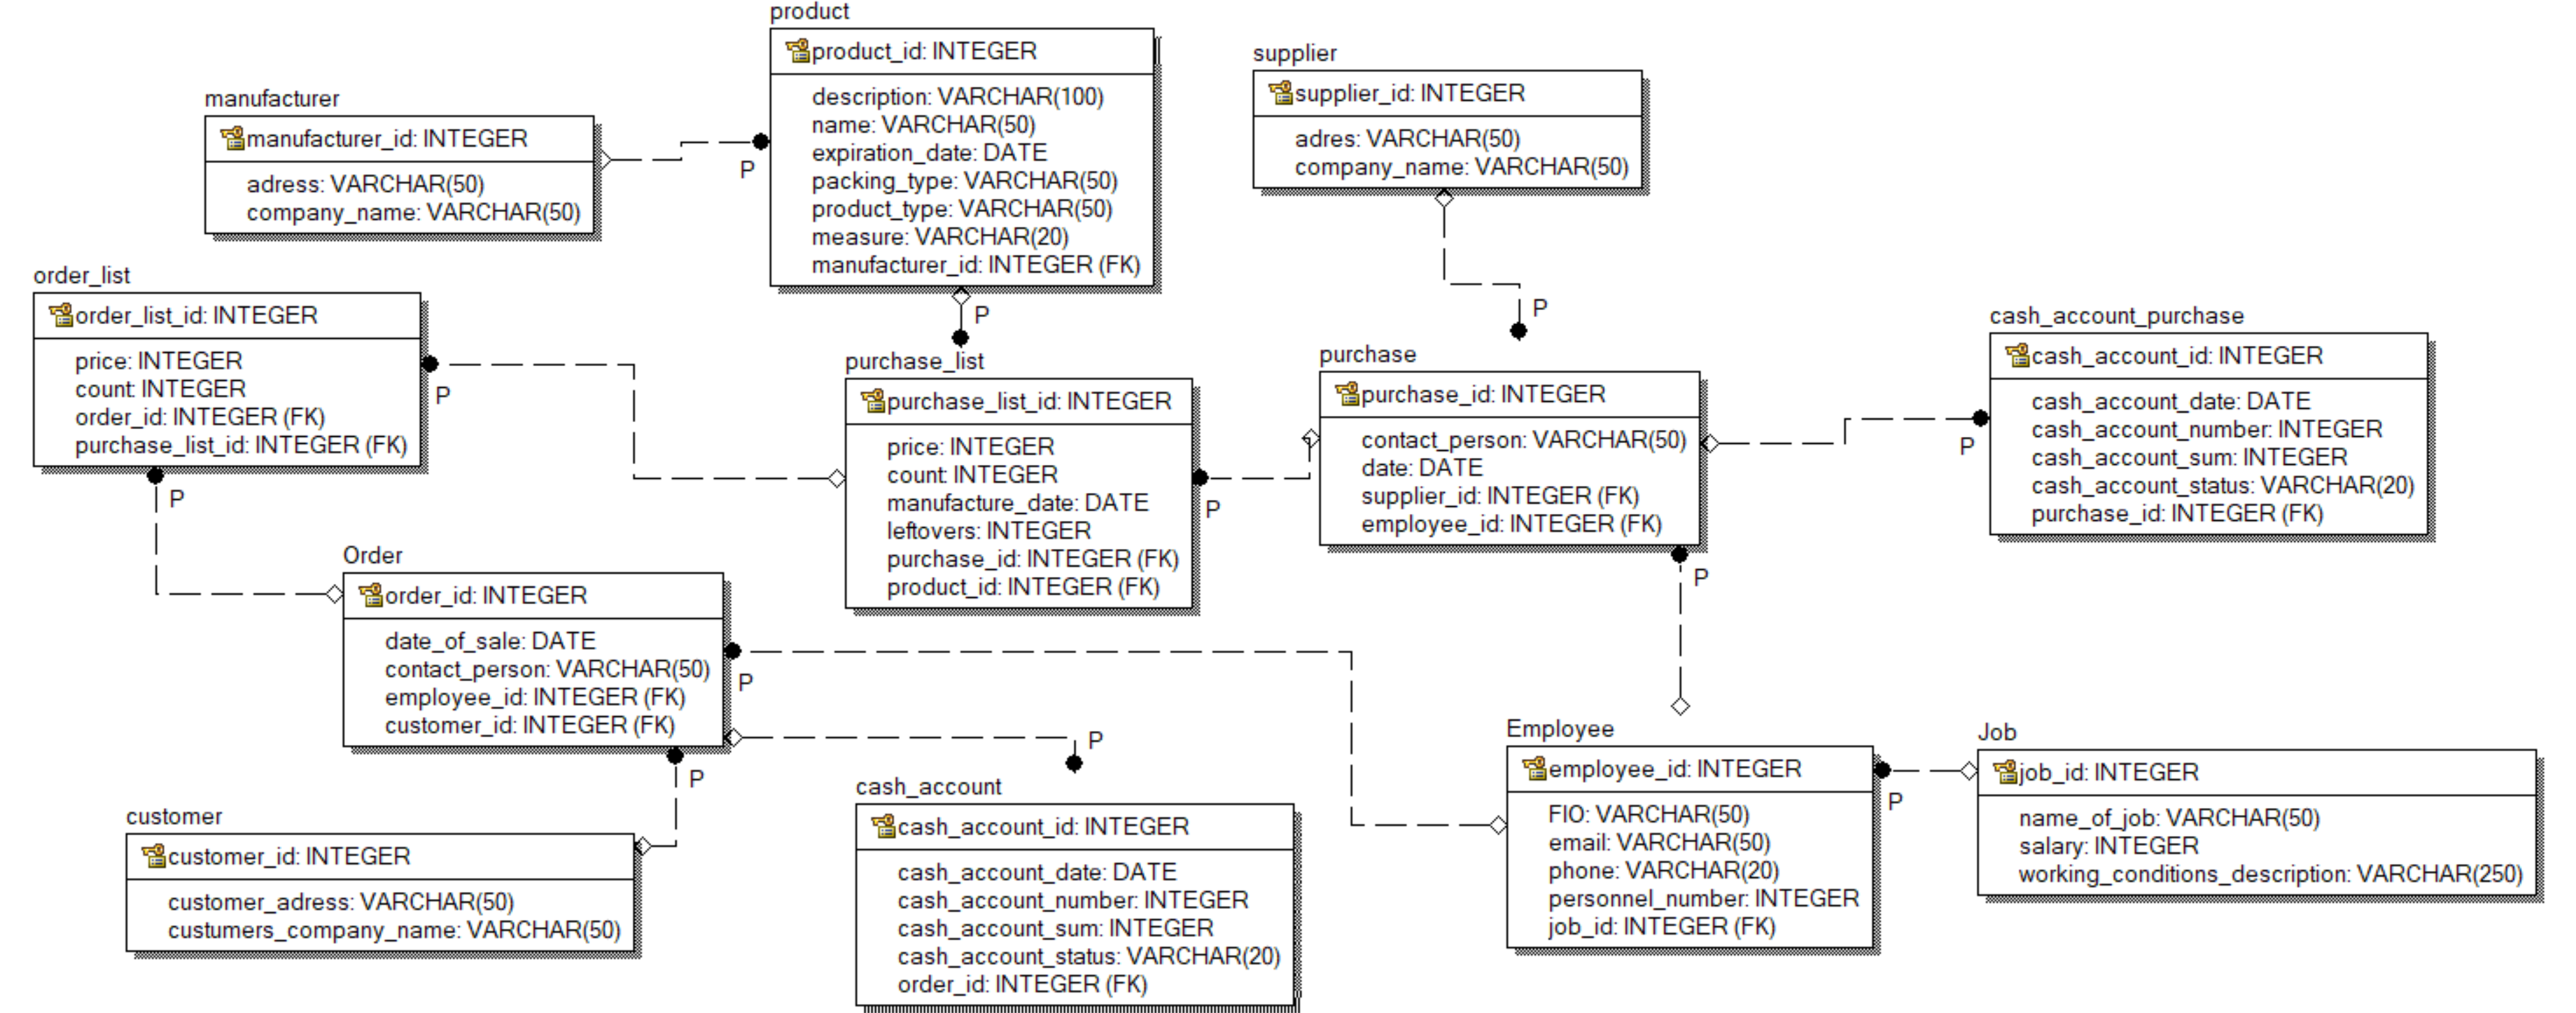 product
product_id: INTEGER
description: VARCHAR(100)
name: VARCHAR(50)
expiration_date: DATE
packing_type: VARCHAR(50)
product_type: VARCHAR(50)
measure: VARCHAR(20)
manufacturer_id: INTEGER (FK)
supplier
supplier_id: INTEGER
adres: VARCHAR(50)
company_name: VARCHAR(50)
manufacturer
manufacturer_id: INTEGER
adress: VARCHAR(50)
company_name: VARCHAR(50)
P
P
P
order_list
order_list_id: INTEGER
price: INTEGER
count: INTEGER
order_id: INTEGER (FK)
purchase_list_id: INTEGER (FK)
P
P
purchase_list
purchase_list_id: INTEGER
price: INTEGER
count: INTEGER
manufacture_date: DATE
leftovers: INTEGER
purchase_id: INTEGER (FK)
product_id: INTEGER (FK)
P
purchase
purchase_id: INTEGER
contact_person: VARCHAR(50)
date: DATE
supplier_id: INTEGER (FK)
employee_id: INTEGER (FK)
P
P
cash_account_purchase
cash_account_id: INTEGER
cash_account_date: DATE
cash_account_number: INTEGER
cash_account_sum: INTEGER
cash_account_status: VARCHAR(20)
purchase_id: INTEGER (FK)
Order
order_id: INTEGER
date_of_sale: DATE
contact_person: VARCHAR(50)
employee_id: INTEGER (FK)
customer_id: INTEGER (FK)
P
P
P
customer
customer_id: INTEGER
customer_adress: VARCHAR(50)
custumers_company_name: VARCHAR(50)
cash_account
cash_account_id: INTEGER
cash_account_date: DATE
cash_account_number: INTEGER
cash_account_sum: INTEGER
cash_account_status: VARCHAR(20)
order_id: INTEGER (FK)
Employee
employee_id: INTEGER
FIO: VARCHAR(50)
email: VARCHAR(50)
phone: VARCHAR(20)
personnel_number: INTEGER
job_id: INTEGER (FK)
P
Job
job_id: INTEGER
name_of_job: VARCHAR(50)
salary: INTEGER
working_conditions_description: VARCHAR(250)